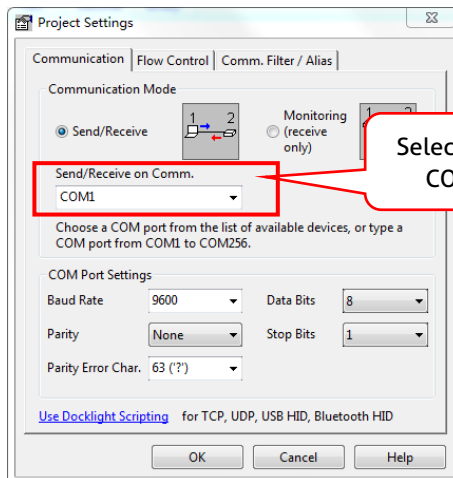 Project Settings
Communication Flow Control Comm. Filter / Alias
Communication Mode
Send/Receive
1 2
Monitoring
(receive
only)
1
Send/Receive on Comm.
COM1
Choose a COM port from the list of available devices, or type a
COM port from COM1 to COM256.
COM Port Settings
Baud Rate 9600 Data Bits 8
Parity None Stop Bits 1
Parity Error Char. 63 ('?')
Use Docklight Scripting for TCP, UDP, USB HID, Bluetooth HID
OK Cancel Help